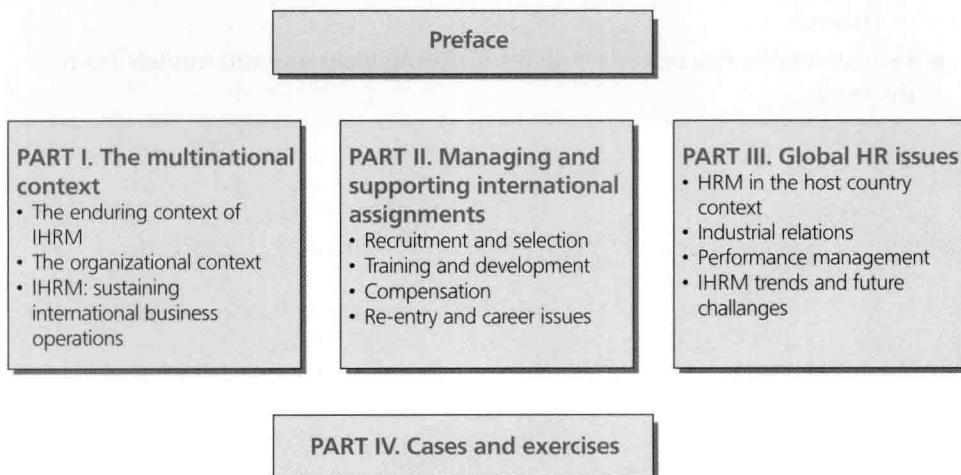 Preface
PART I. The multinational
context
• The enduring context of
IHRM
• The organizational context
• IHRM: sustaining
international business
operations
PART II. Managing and
supporting international
assignments
• Recruitment and selection
• Training and development
• Compensation
• Re-entry and career issues
PART III. Global HR issues
• HRM in the host country
context
• Industrial relations
• Performance management
• IHRM trends and future
challanges
PART IV. Cases and exercises